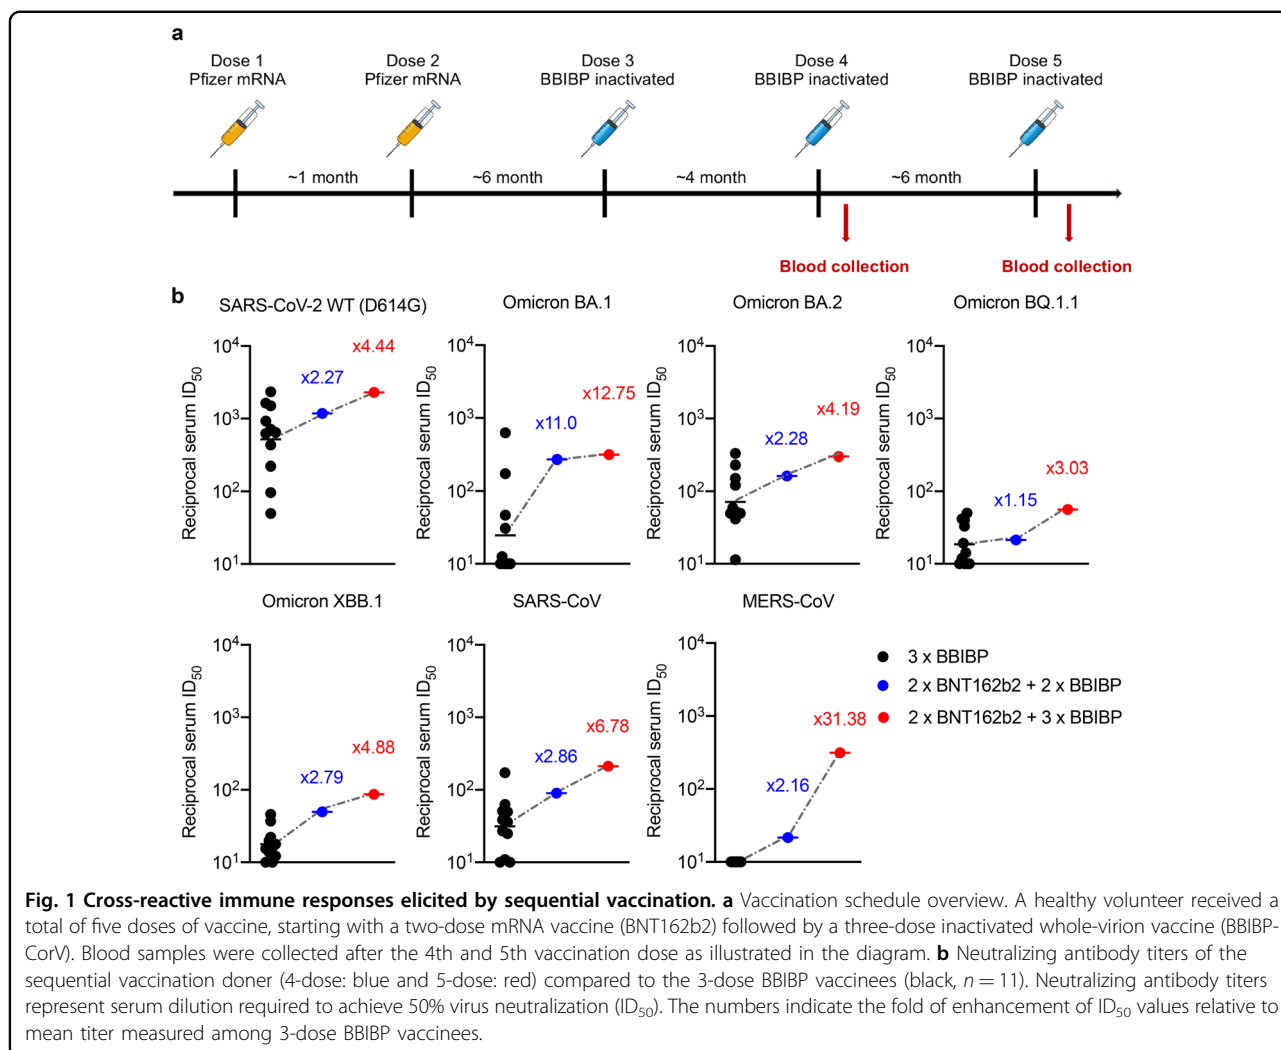 a
Dose 1
Pfizer mRNA
Dose 2
Pfizer mRNA
Dose 3
BBIBP inactivated
Dose 4
BBIBP inactivated
Dose 5
BBIBP inactivated
~1 month
~6 month
~4 month
~6 month
Blood collection
Blood collection
b
SARS-CoV-2 WT (D614G)
Reciprocal serum ID50
10^4
10^3
10^2
10^1
x2.27
x4.44
Omicron BA.1
Reciprocal serum ID50
10^4
10^3
10^2
10^1
x11.0
x12.75
Omicron BA.2
Reciprocal serum ID50
10^4
10^3
10^2
10^1
x2.28
x4.19
Omicron BQ.1.1
Reciprocal serum ID50
10^4
10^3
10^2
10^1
x1.15
x3.03
Omicron XBB.1
Reciprocal serum ID50
10^4
10^3
10^2
10^1
x2.79
x4.88
SARS-CoV
Reciprocal serum ID50
10^4
10^3
10^2
10^1
x2.86
x6.78
MERS-CoV
Reciprocal serum ID50
10^4
10^3
10^2
10^1
x2.16
x31.38
3 x BBIBP
2 x BNT162b2 + 2 x BBIBP
2 x BNT162b2 + 3 x BBIBP
Fig. 1 Cross-reactive immune responses elicited by sequential vaccination. a Vaccination schedule overview. A healthy volunteer received a
total of five doses of vaccine, starting with a two-dose mRNA vaccine (BNT162b2) followed by a three-dose inactivated whole-virion vaccine (BBIBP-
CorV). Blood samples were collected after the 4th and 5th vaccination dose as illustrated in the diagram. b Neutralizing antibody titers of the
sequential vaccination doner (4-dose: blue and 5-dose: red) compared to the 3-dose BBIBP vaccinees (black, n = 11). Neutralizing antibody titers
represent serum dilution required to achieve 50% virus neutralization (ID50). The numbers indicate the fold of enhancement of ID50 values relative to
mean titer measured among 3-dose BBIBP vaccinees.